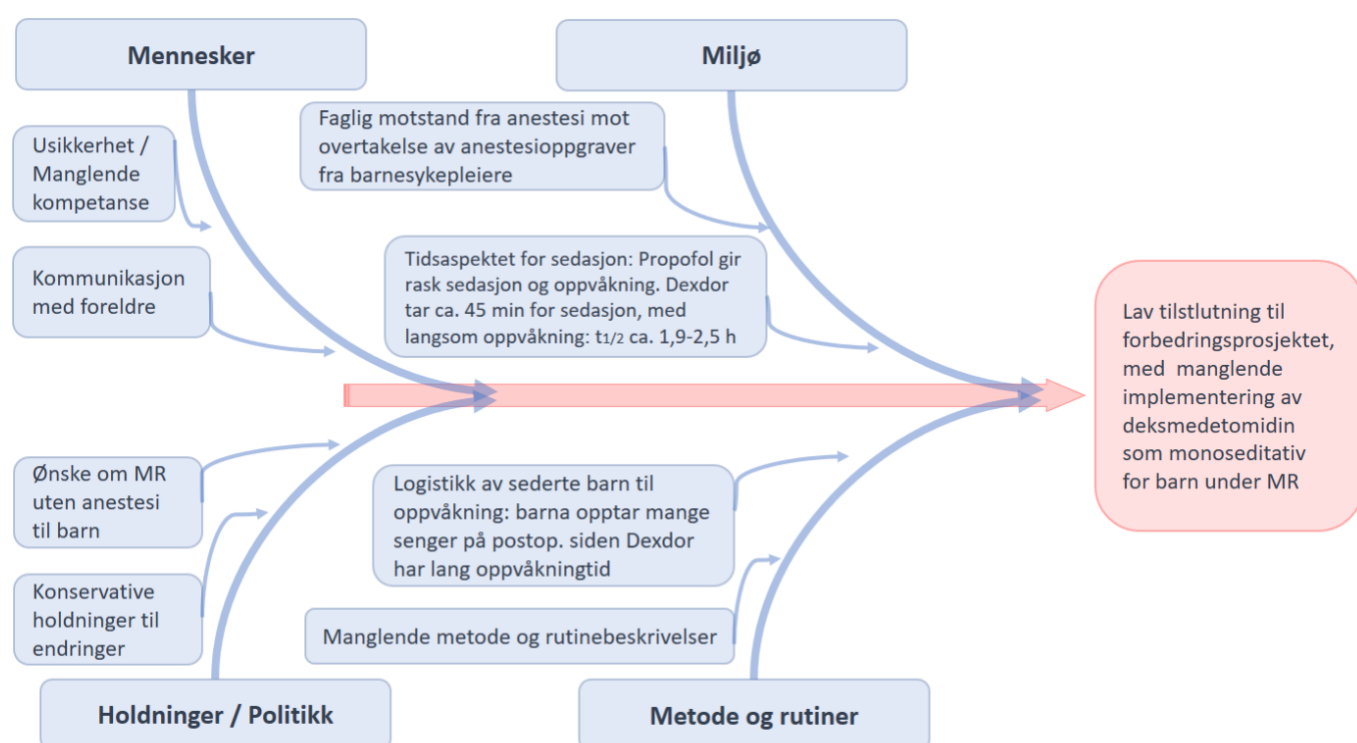 Mennesker
Miljø
Usikkerhet /
Manglende
kompetanse
Faglig motstand fra anestesi mot
overtakelse av anestesioppgraver
fra barnesykepleiere
Kommunikasjon
med foreldre
Tidsaspektet for sedasjon: Propofol gir
rask sedasjon og oppvåkning. Dexdor
tar ca. 45 min for sedasjon, med
langsom oppvåkning: t1/2 ca. 1,9-2,5 h
Lav tilstlutning til
forbedringsprosjektet,
med manglende
implementering av
deksmedetomidin
som monoseditativ
for barn under MR
Ønske om MR
uten anestesi
til barn
Logistikk av sederte barn til
oppvåkning: barna opptar mange
senger på postop. siden Dexdor
har lang oppvåkningtid
Konservative
holdninger til
endringer
Manglende metode og rutinebeskrivelser
Holdninger / Politikk
Metode og rutiner